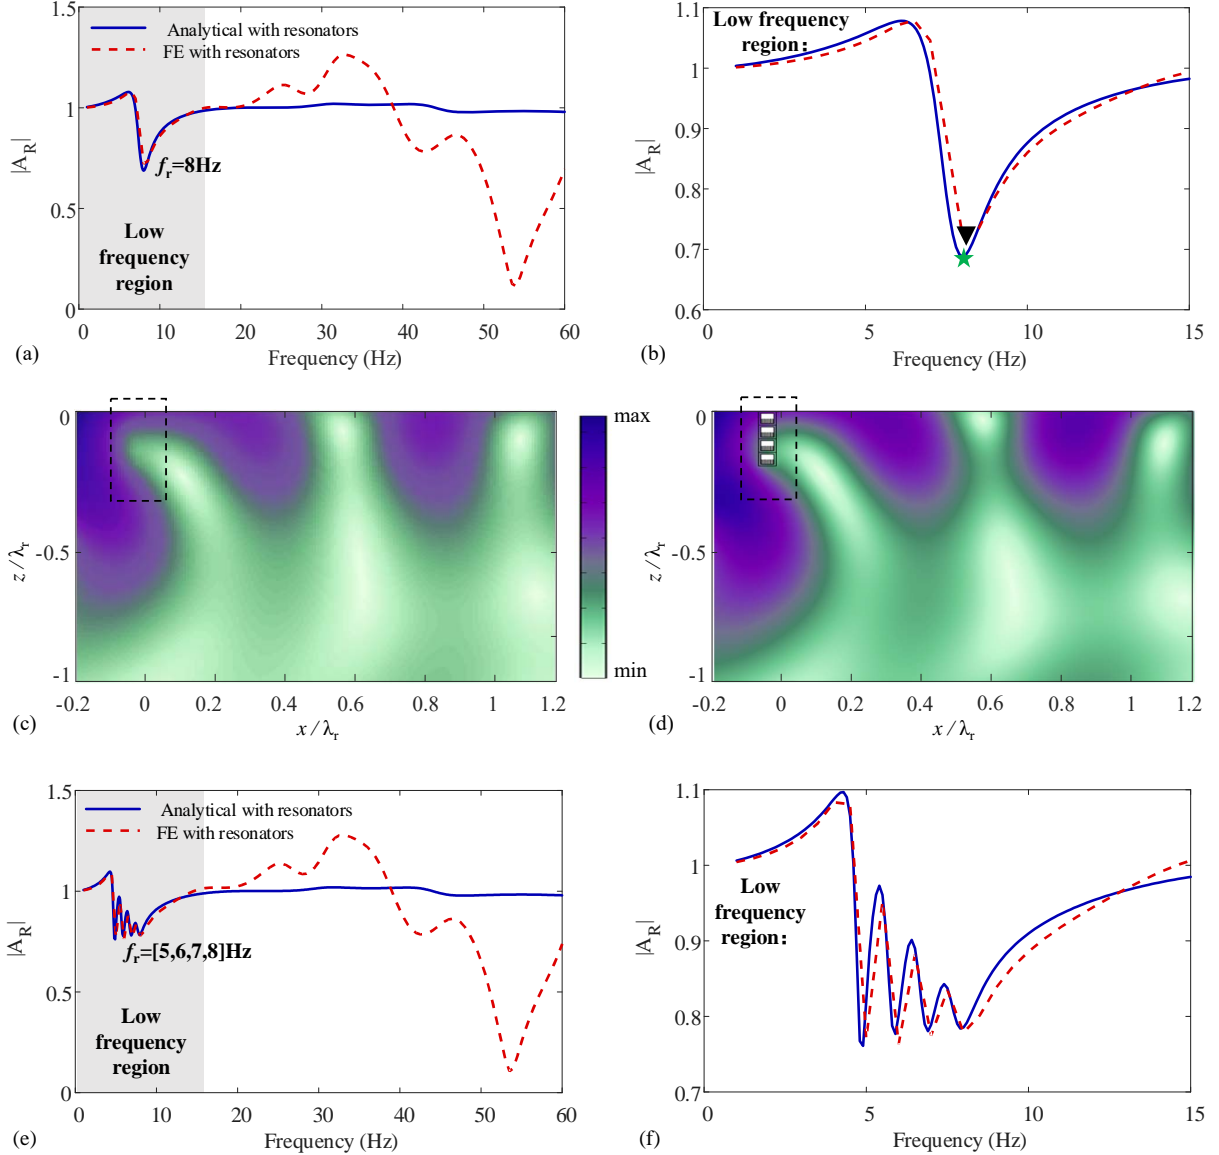 1.5
Analytical with resonators
FE with resonators
1
0.5
0
|A_R|
f_r=8Hz
Low
frequency
region
0 10 20 30 40 50 60
(a)
Frequency (Hz)
1.1
Low frequency
region:
1
0.9
0.8
0.7
0.6
|A_R|
0 5 10 15
(b)
Frequency (Hz)
0
-0.5
-1
z/λ_r
-0.2 0 0.2 0.4 0.6 0.8 1 1.2
(c)
x/λ_r
max
min
0
-0.5
-1
z/λ_r
-0.2 0 0.2 0.4 0.6 0.8 1 1.2
(d)
x/λ_r
1.5
Analytical with resonators
FE with resonators
1
0.5
0
|A_R|
f_r=[5,6,7,8]Hz
Low
frequency
region
0 10 20 30 40 50 60
(e)
Frequency (Hz)
1.1
1
0.9
0.8
0.7
|A_R|
Low
frequency
region:
0 5 10 15
(f)
Frequency (Hz)